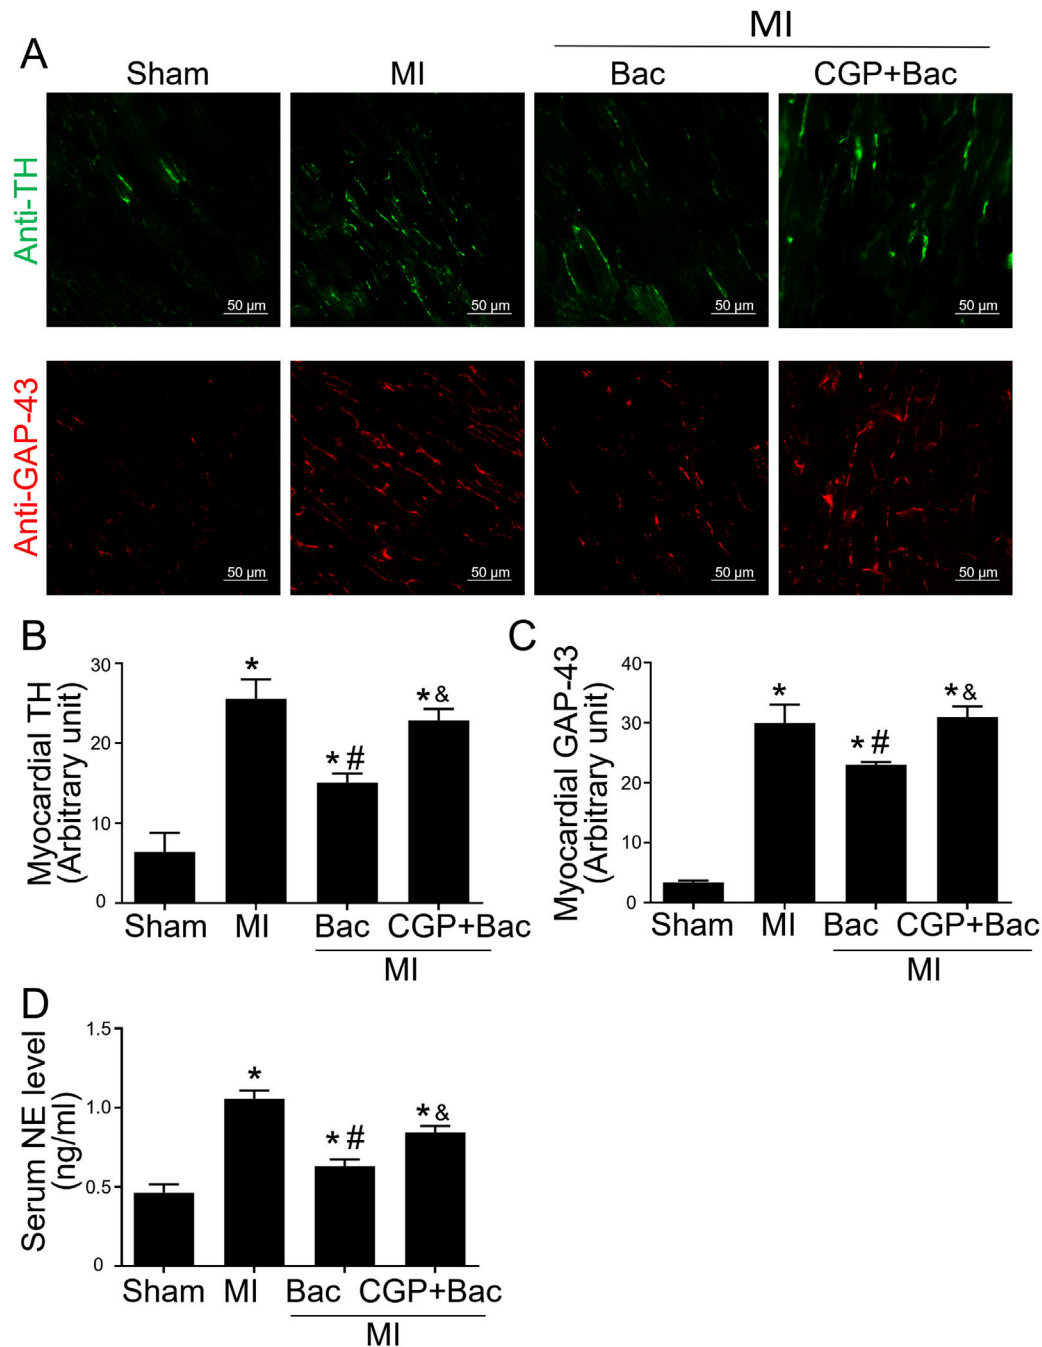 MI
A
Sham MI Bac CGP+Bac
Anti-TH
50 μm 50 μm 50 μm 50 μm
Anti-GAP-43
50 μm 50 μm 50 μm 50 μm
B
Myocardial TH
(Arbitrary unit)
30
20
10
0
*
* #
* &
Sham MI Bac CGP+Bac
MI
C
Myocardial GAP-43
(Arbitrary unit)
40
30
20
10
0
*
* #
* &
Sham MI Bac CGP+Bac
MI
D
Serum NE level
(ng/ml)
1.5
1.0
0.5
0
*
* #
* &
Sham MI Bac CGP+Bac
MI